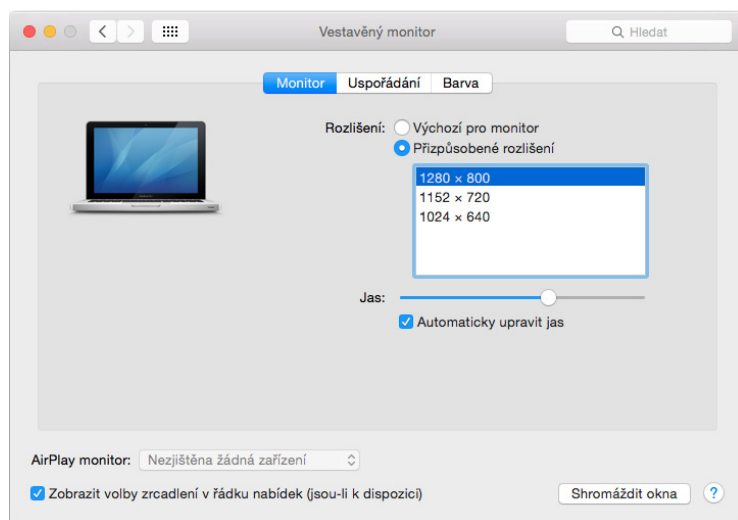 Vestavěný monitor
Hledat
Monitor Uspořádání Barva
Rozlišení: Výchozí pro monitor
Přizpůsobené rozlišení
1280 × 800
1152 × 720
1024 × 640
Jas:
Automaticky upravit jas
AirPlay monitor: Nezjištěna žádná zařízení
Zobrazit volby zrcadlení v řádku nabídek (jsou-li k dispozici)
Shromáždit okna ?